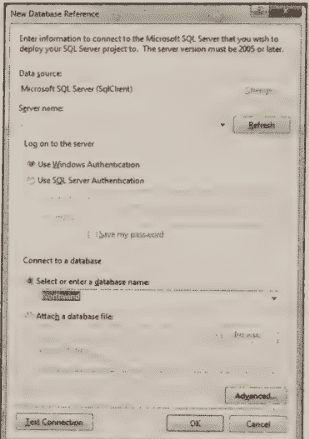 New Database Reference
Enter information to connect to the Microsoft SQL Server that you wish to
deploy your SQL Server project to. The server version must be 2005 or later.
Data source:
Microsoft SQL Server (SqlClient)
Change...
Server name:
.
Refresh
Log on to the server
Use Windows Authentication
Use SQL Server Authentication
Save my password
Connect to a database
Select or enter a database name:
Northwind
Attach a database file:
Browse...
Advanced...
Test Connection
OK
Cancel